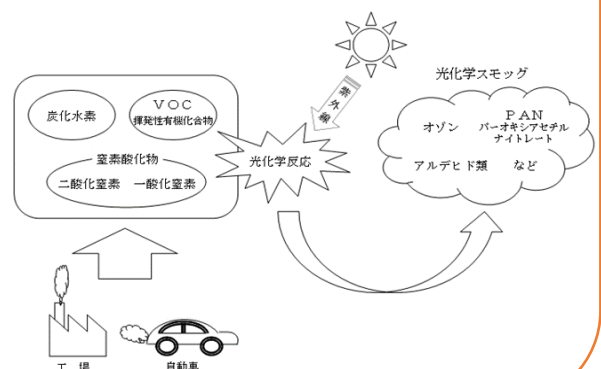 光化学スモッグ
紫外線
炭化水素
ＶＯＣ
揮発性有機化合物
窒素酸化物
二酸化窒素 一酸化窒素
光化学反応
オゾン
ＰＡＮ
パーオキシアセチル
ナイトレート
アルデヒド類 など
工 場
自動車